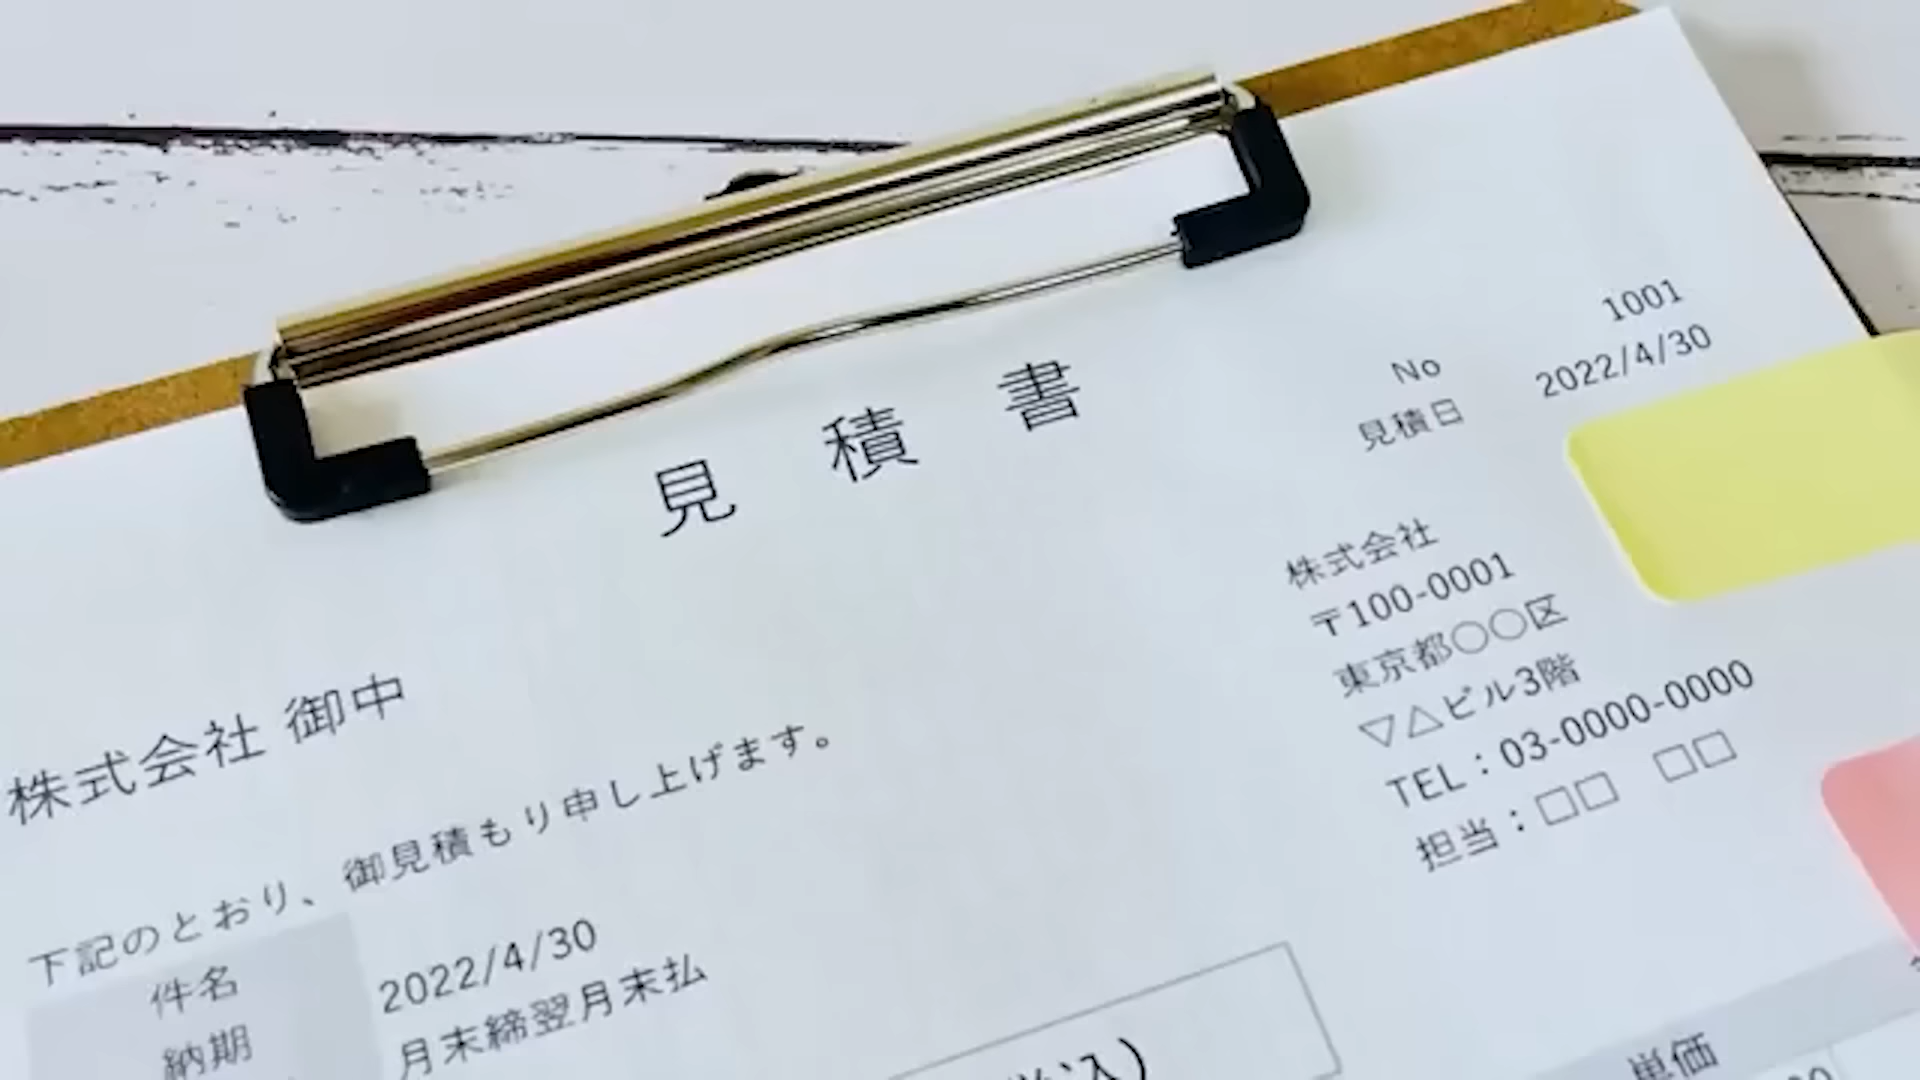 見積書
No 1001
見積日 2022/4/30
株式会社
〒100-0001
東京都○○区
▽△ビル3階
TEL：03-0000-0000
担当：□□ □□
株式会社 御中
下記のとおり、御見積もり申し上げます。
件名
納期 2022/4/30
月末締翌月末払
込)
単価